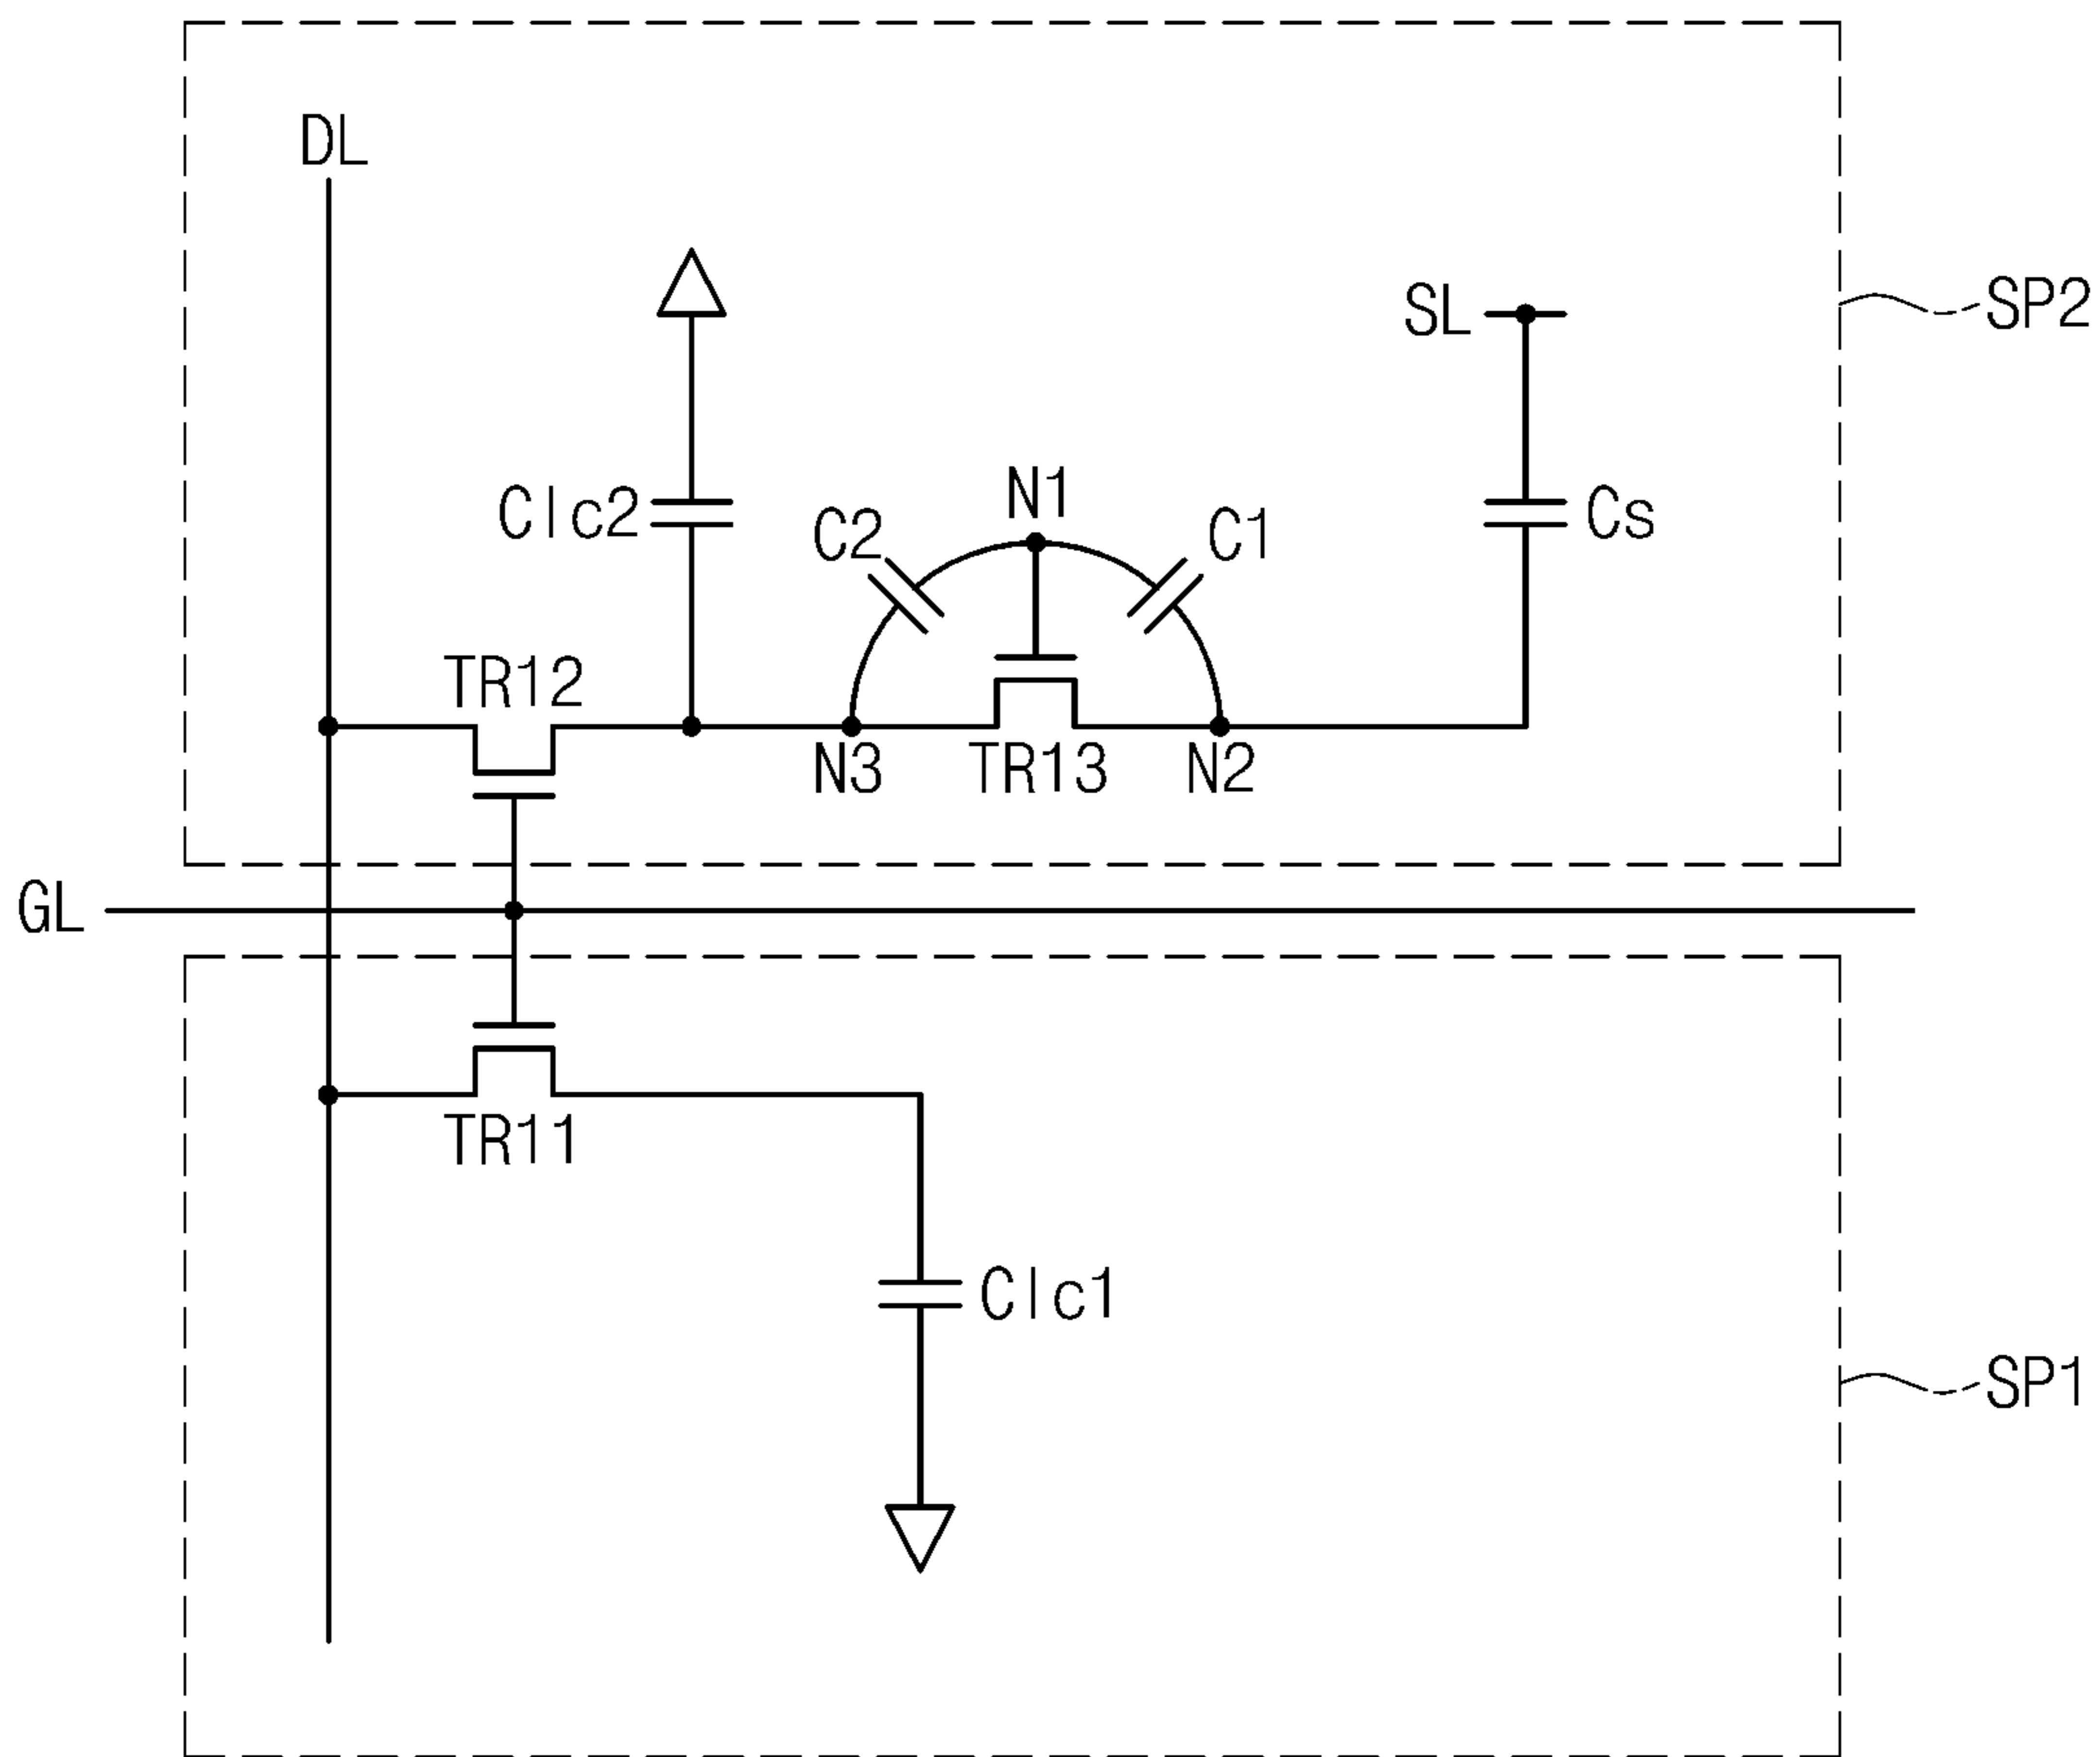 DL
SL
SP2
N1
Clc2
C2
C1
Cs
TR12
N3
TR13
N2
GL
TR11
Clc1
SP1